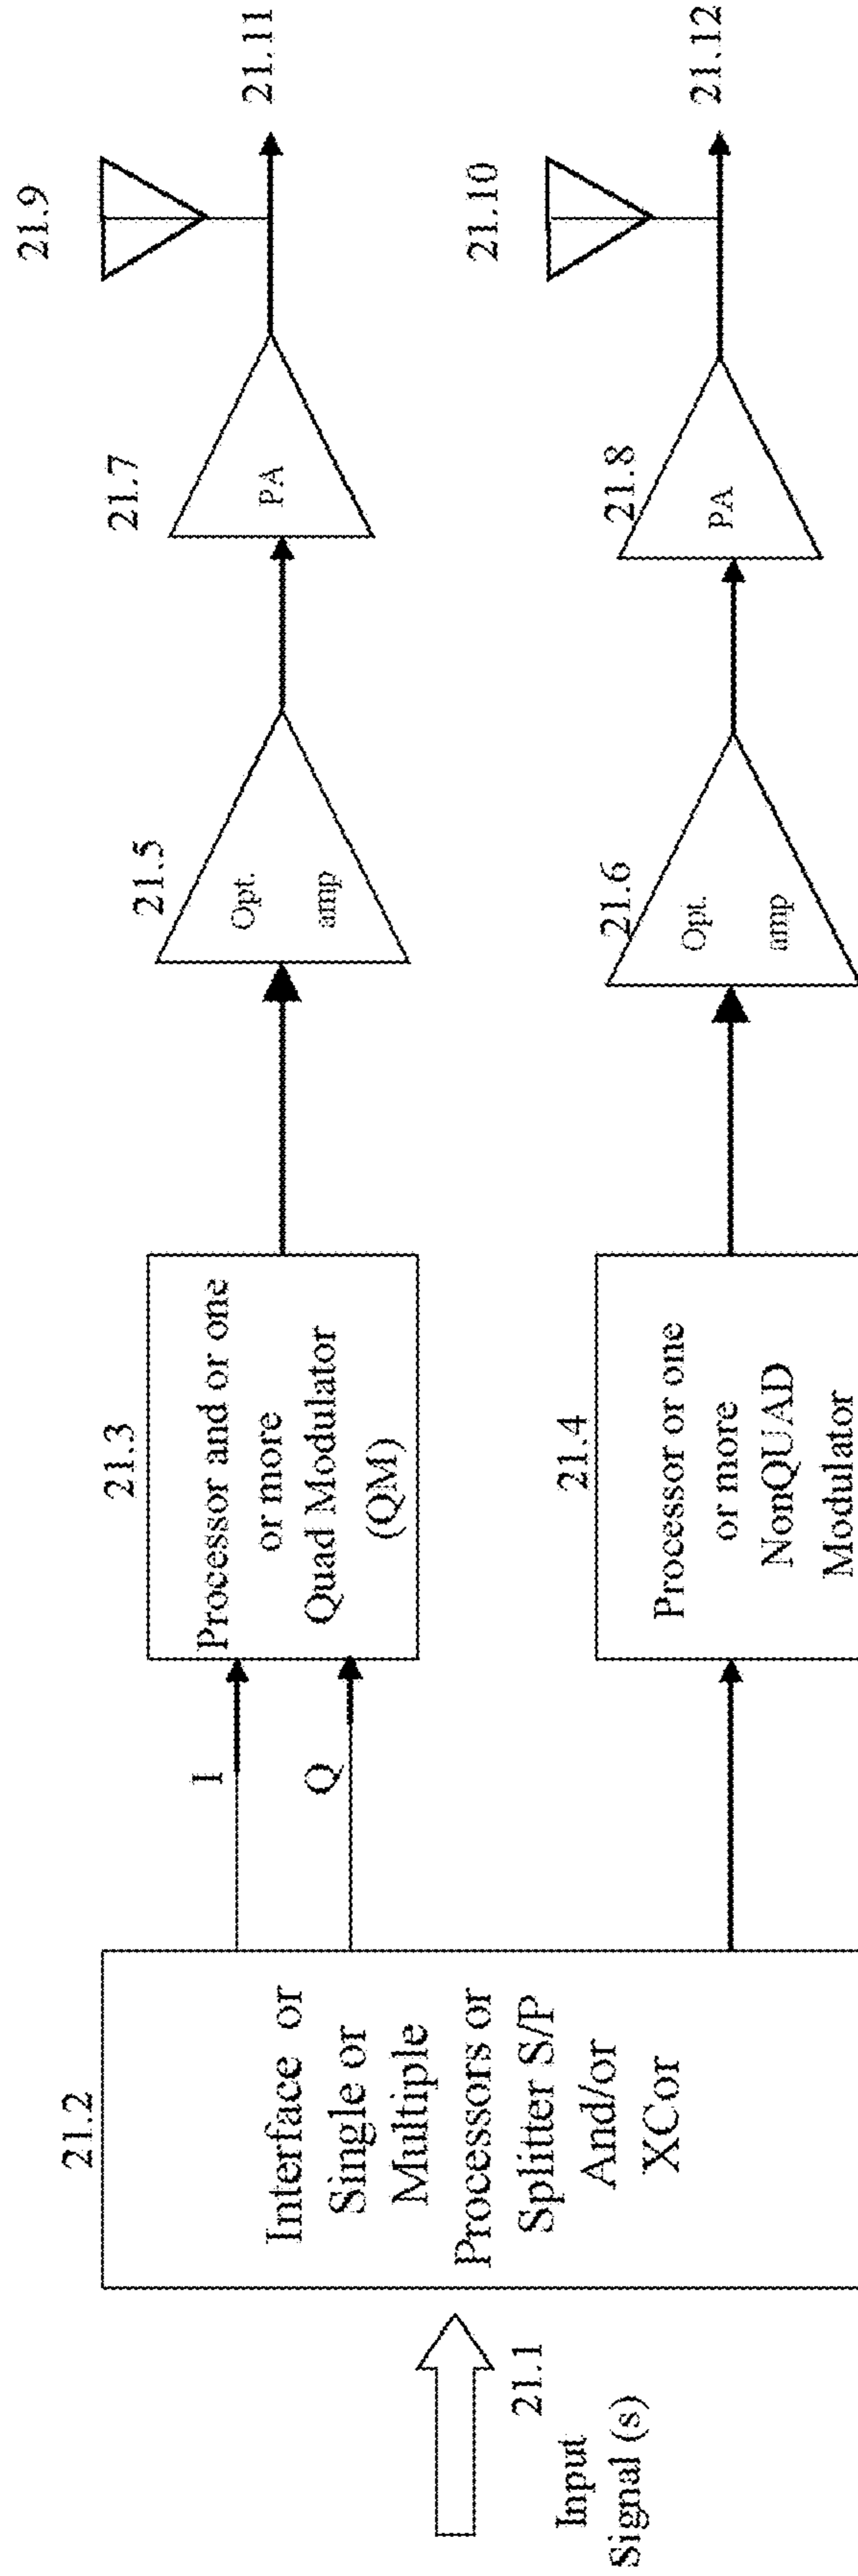 21.1
Input
Signal (s)
21.2
Interface or
Single or
Multiple
Processors or
Splitter S/P
And/or
XCor
I
Q
21.3
Processor and or one
or more
Quad Modulator
(QM)
21.5
Opt.
amp
21.7
PA
21.9
21.11
21.4
Processor or one
or more
NonQUAD
Modulator
21.6
Opt.
amp
21.8
PA
21.10
21.12